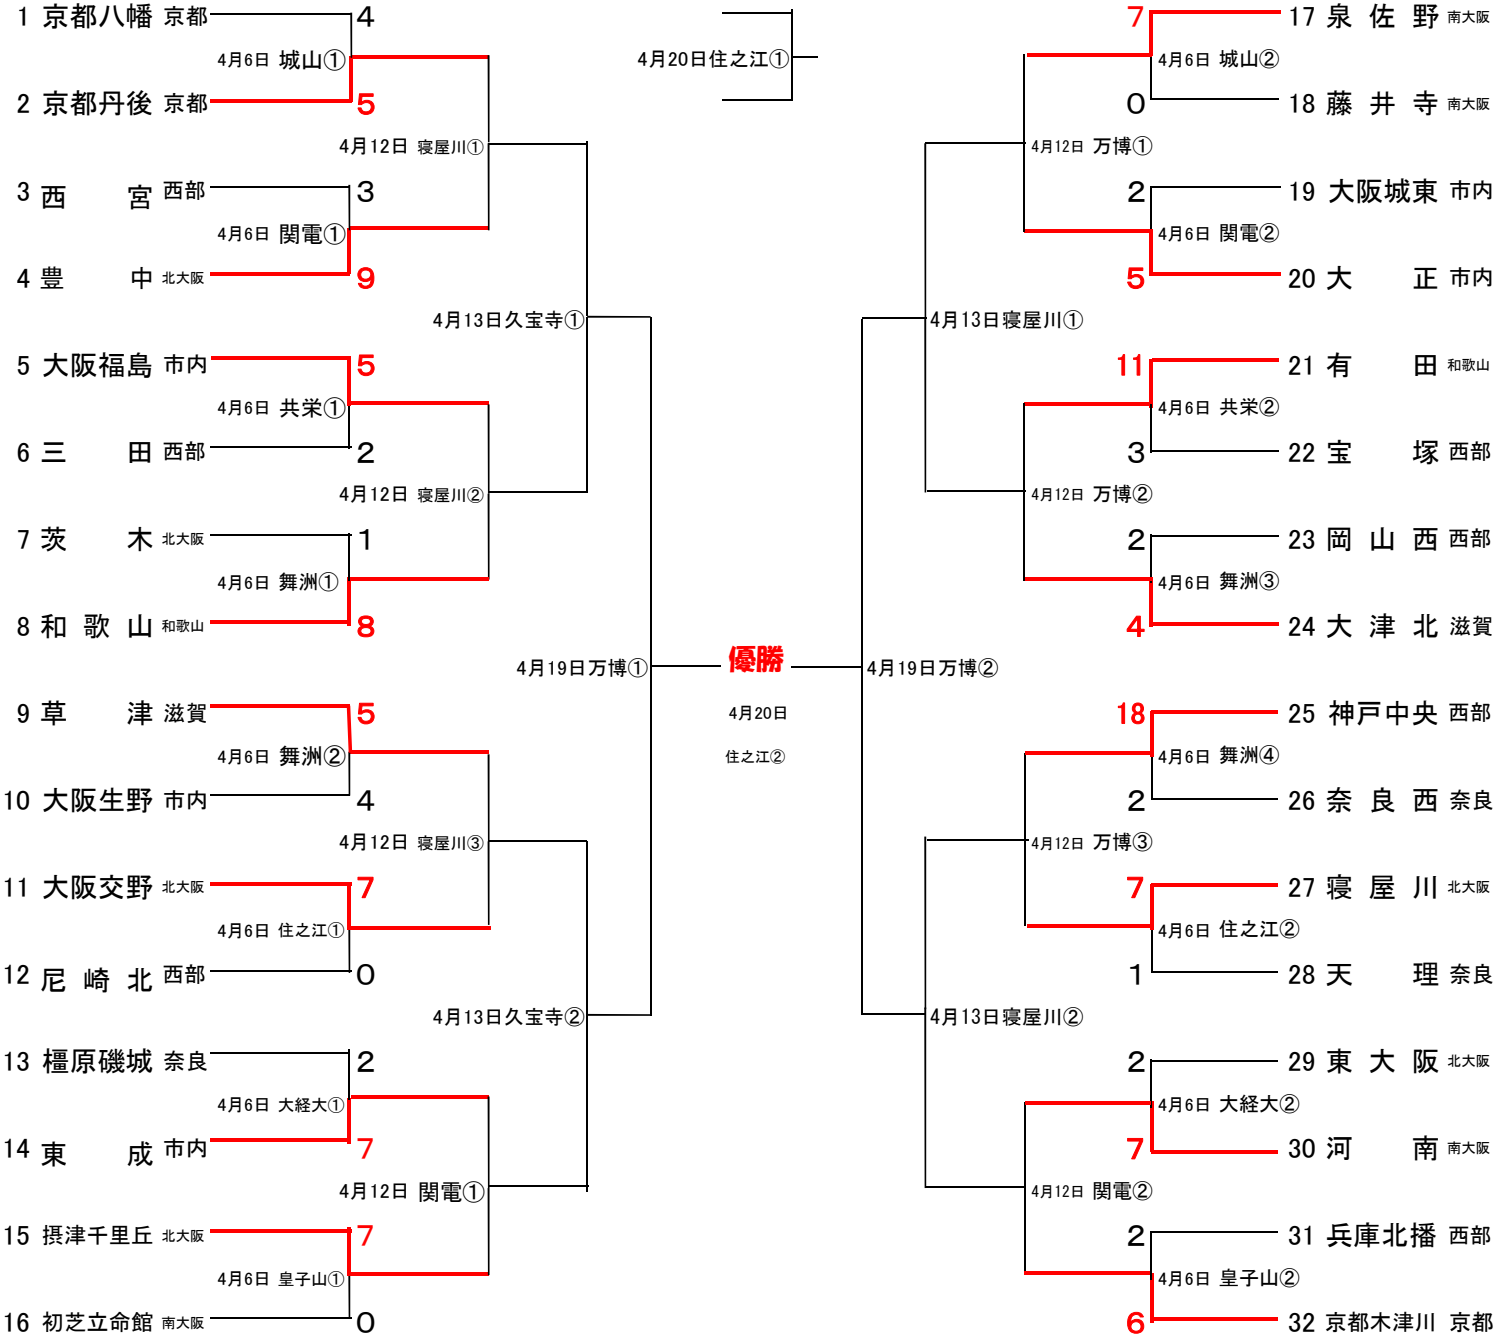 1 京都八幡 京都 4
4月6日 城山①
2 京都丹後 京都 5
4月12日 寝屋川①
3 西宮 西部 3
4月6日 関電①
4 豊中 北大阪 9
4月13日久宝寺①
5 大阪福島 市内 5
4月6日 共栄①
6 三田 西部 2
4月12日 寝屋川②
7 茨木 北大阪 1
4月6日 舞洲①
8 和歌山 和歌山 8
4月19日万博①
9 草津 滋賀 5
4月6日 舞洲②
10 大阪生野 市内 4
4月12日 寝屋川③
11 大阪交野 北大阪 7
4月6日 住之江①
12 尼崎北 西部 0
4月13日久宝寺②
13 橿原磯城 奈良 2
4月6日 大経大①
14 東成 市内 7
4月12日 関電①
15 摂津千里丘 北大阪 7
4月6日 皇子山①
16 初芝立命館 南大阪 0
4月20日住之江①
優勝
4月20日
住之江②
7 17 泉佐野 南大阪
4月6日 城山②
0 18 藤井寺 南大阪
4月12日 万博①
2 19 大阪城東 市内
4月6日 関電②
5 20 大正 市内
4月13日寝屋川①
11 21 有田 和歌山
4月6日 共栄②
3 22 宝塚 西部
4月12日 万博②
2 23 岡山西 西部
4月6日 舞洲③
4 24 大津北 滋賀
4月19日万博②
18 25 神戸中央 西部
4月6日 舞洲④
2 26 奈良西 奈良
4月12日 万博③
7 27 寝屋川 北大阪
4月6日 住之江②
1 28 天理 奈良
4月13日寝屋川②
2 29 東大阪 北大阪
4月6日 大経大②
7 30 河南 南大阪
4月12日 関電②
2 31 兵庫北播 西部
4月6日 皇子山②
6 32 京都木津川 京都